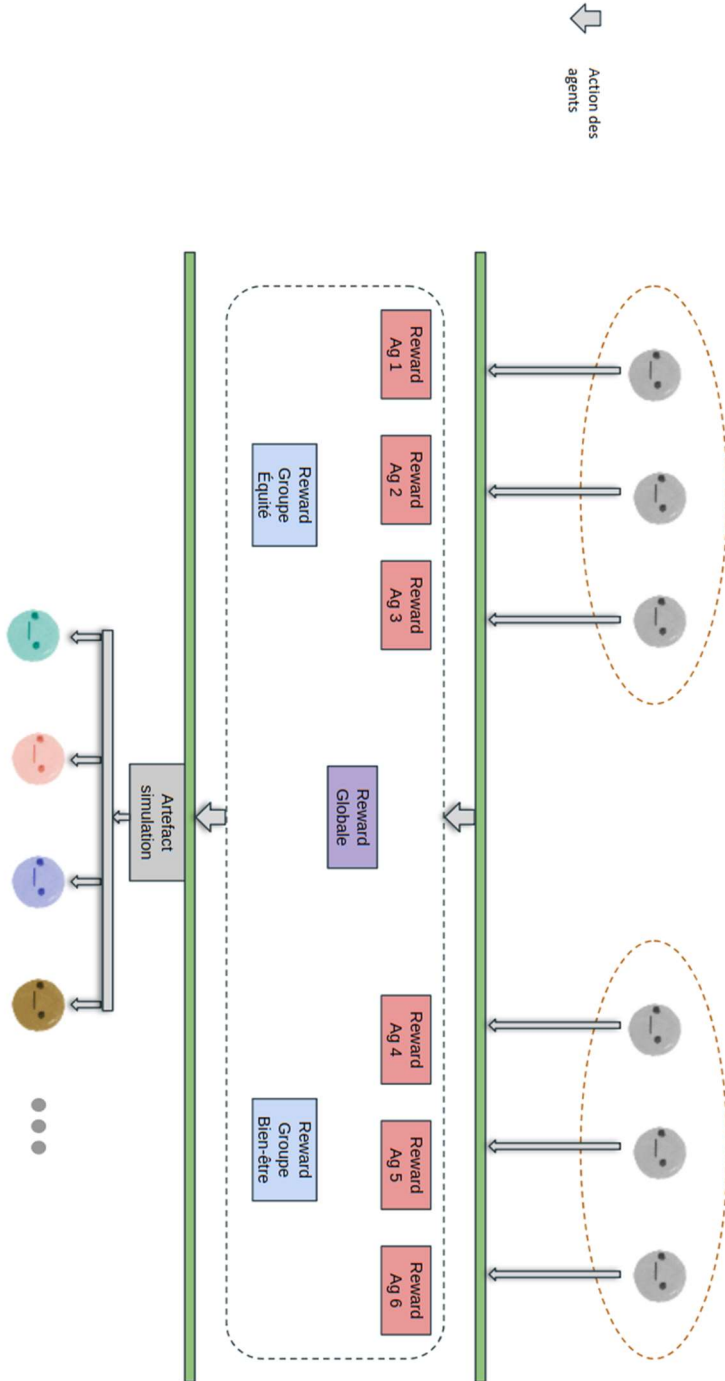 Action des
agents
Reward
Ag 1
Reward
Ag 2
Reward
Ag 3
Reward
Ag 4
Reward
Ag 5
Reward
Ag 6
Reward
Globale
Reward
Groupe
Équité
Reward
Groupe
Bien-être
Artefact
simulation